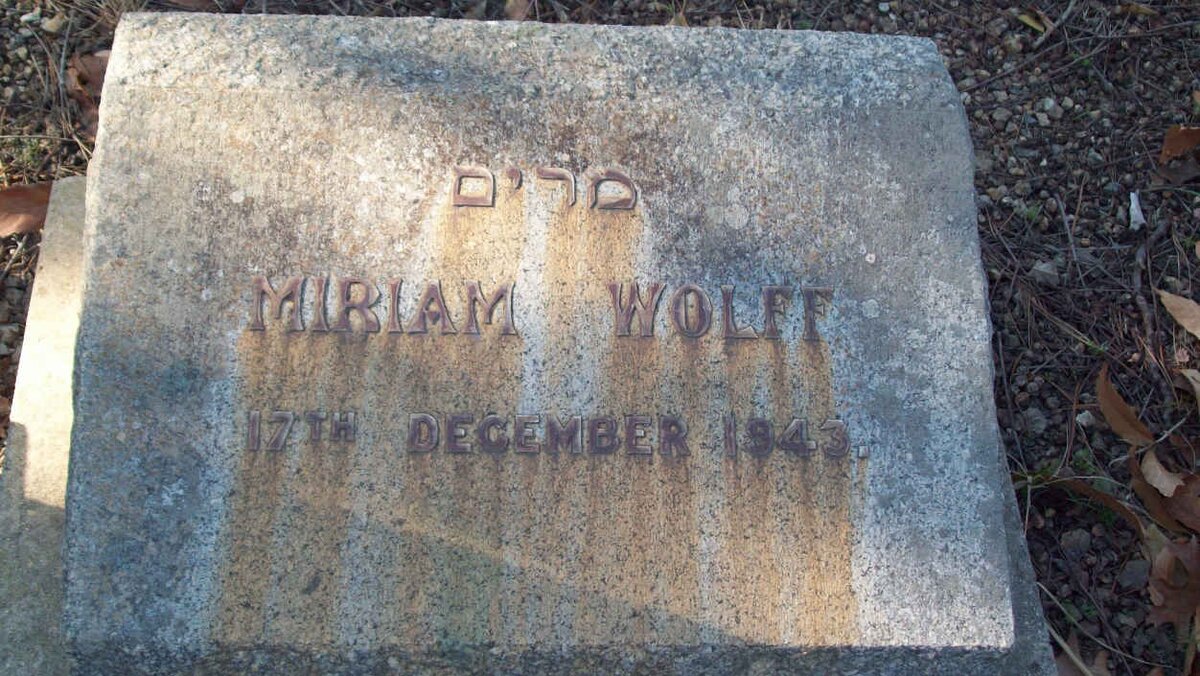 מרים
MIRIAM WOLFF
17TH DECEMBER 1943.